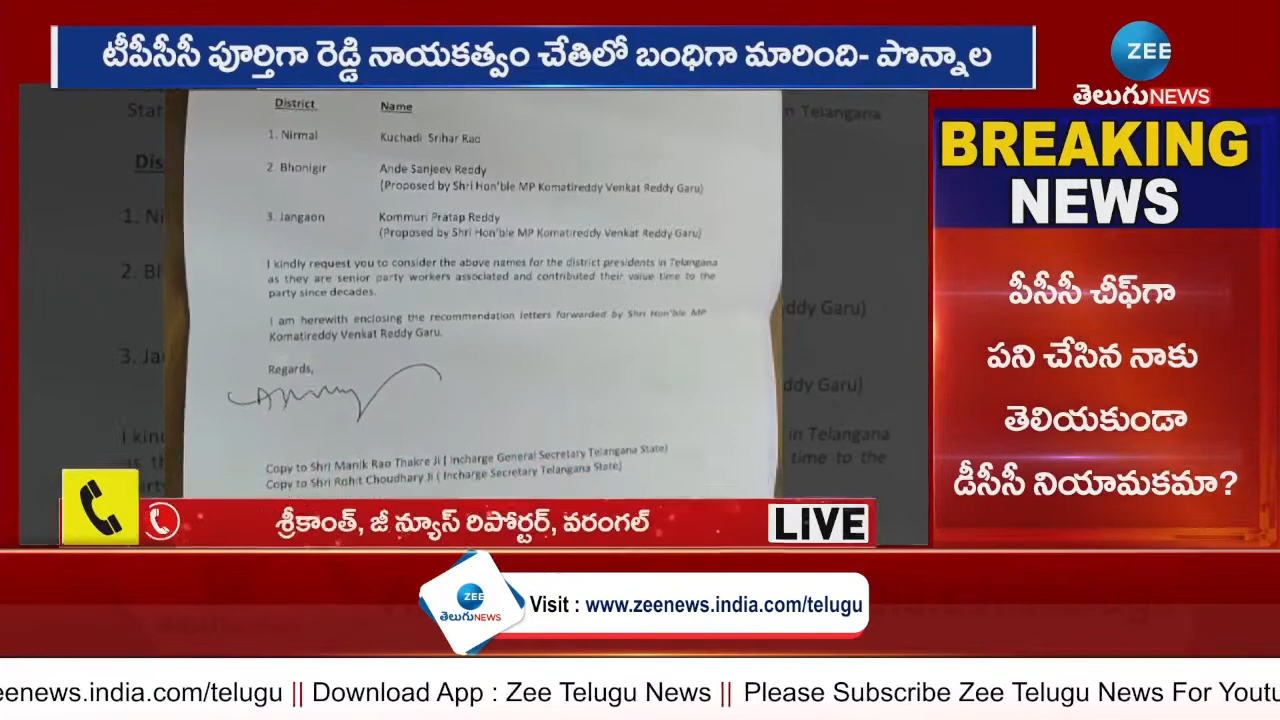 టీపీసీసీ పూర్తిగా రెడ్డి నాయకత్వం చేతిలో బంధిగా మారింది- పొన్నాల
ZEE
తెలుగు NEWS
BREAKING
NEWS
పీసీసీ చీఫ్‌గా
పని చేసిన నాకు
తెలియకుండా
డీసీసీ నియామకమా?
District Name
1. Nirmal Kuchadi Srihar Rao
2. Bhonigir Ande Sanjeev Reddy
(Proposed by Shri Hon'ble MP Komatireddy Venkat Reddy Garu)
3. Jangaon Kommuri Pratap Reddy
(Proposed by Shri Hon'ble MP Komatireddy Venkat Reddy Garu)
I kindly request you to consider the above names for the district presidents in Telangana
as they are senior party workers associated and contributed their value time to the
party since decades.
I am herewith enclosing the recommendation letters forwarded by Shri Hon'ble MP
Komatireddy Venkat Reddy Garu.
Regards,
Copy to Shri Manik Rao Thakre Ji ( Incharge General Secretary Telangana State)
Copy to Shri Rohit Choudhary Ji ( Incharge Secretary Telangana State)
శ్రీకాంత్, జీ న్యూస్ రిపోర్టర్, వరంగల్
LIVE
ZEE
తెలుగు NEWS
Visit : www.zeenews.india.com/telugu
eenews.india.com/telugu || Download App : Zee Telugu News || Please Subscribe Zee Telugu News For Youtu